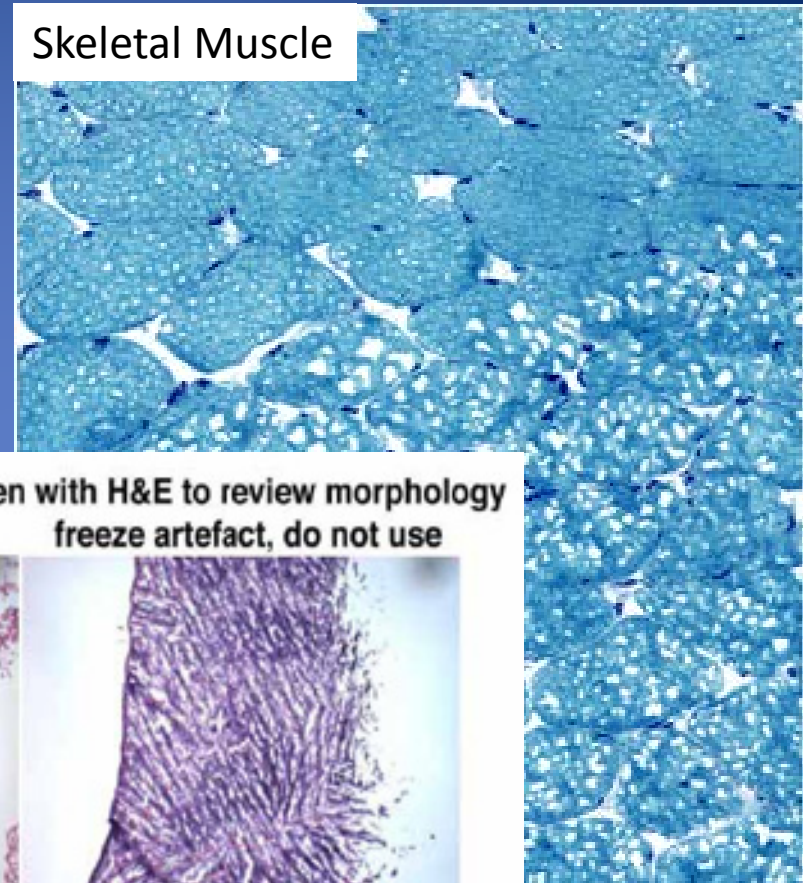 Skeletal Muscle
with H&E to review morphology
freeze artefact, do not use